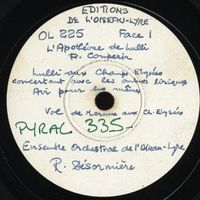 EDITIONS
DE L'OISEAU-LYRE
OL 225 Face 1
L'Apothéose de Lulli
F. Couperin
Lulli aux Champs Elysées
concertant avec les ombres liriques
Air pour les mêmes
Vol de Mercure aux Ch. Elysées
PYRAL 335-
Ensemble Orchestral de l'Oiseau-Lyre
R. Désormière